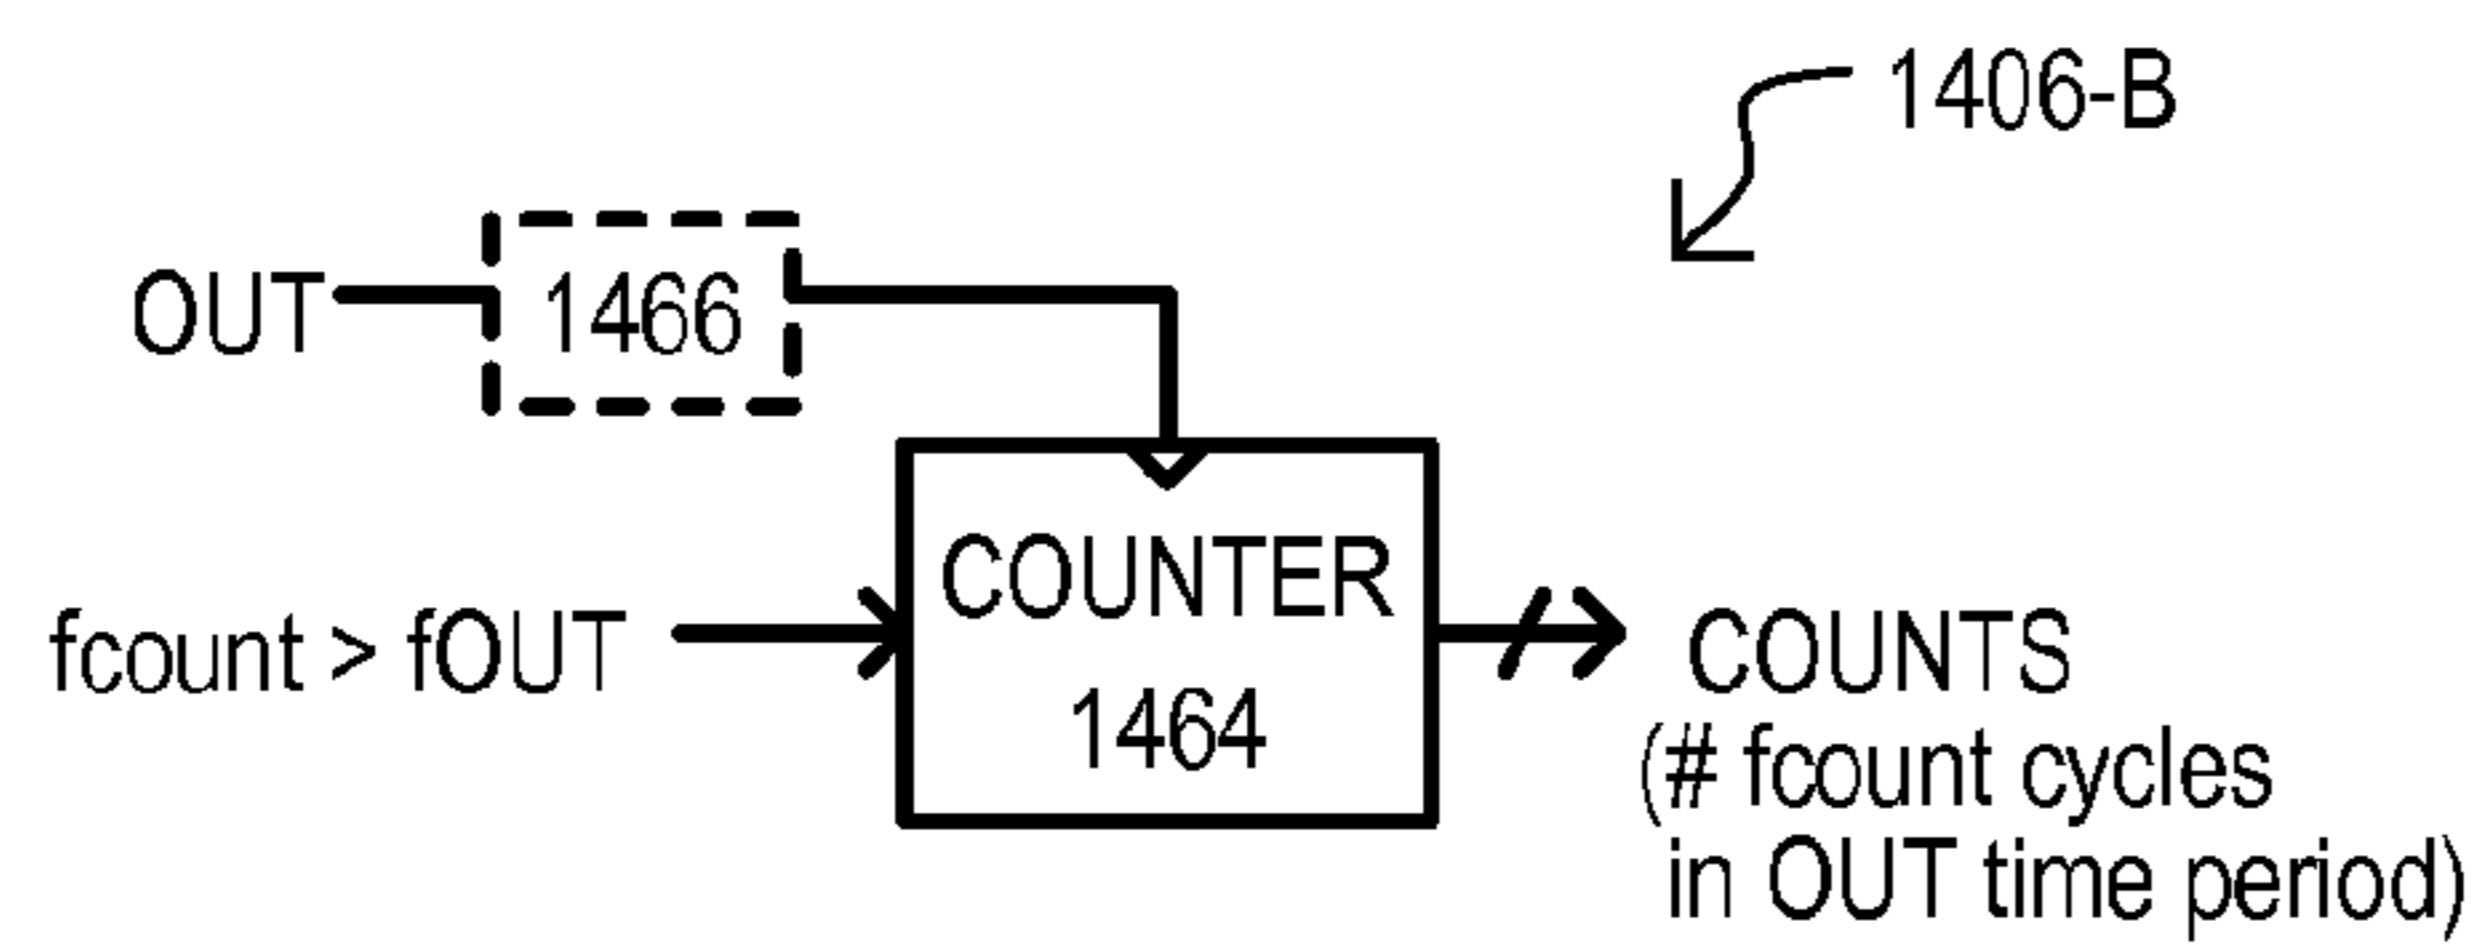 1406-B
OUT
1466
COUNTER
1464
fcount > fOUT
COUNTS
(# fcount cycles
in OUT time period)